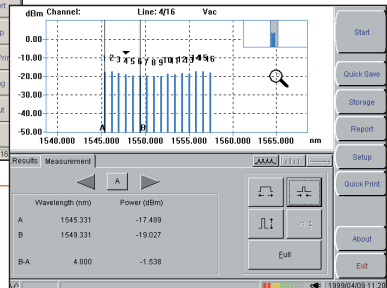 dBm Channel: Line: 4/16 Vac
0.00
-10.00
-20.00
-30.00
-40.00
-50.00
A B
1540.000 1545.000 1550.000 1555.000 1560.000 1565.000 nm
Results Measurement
A
Wavelength (nm) Power (dBm)
A 1545.331 -17.489
B 1549.331 -19.027
B-A 4.000 -1.538
Full
Start
Quick Save
Storage
Report
Setup
Quick Print
About
Exit
1999/04/09 11:20